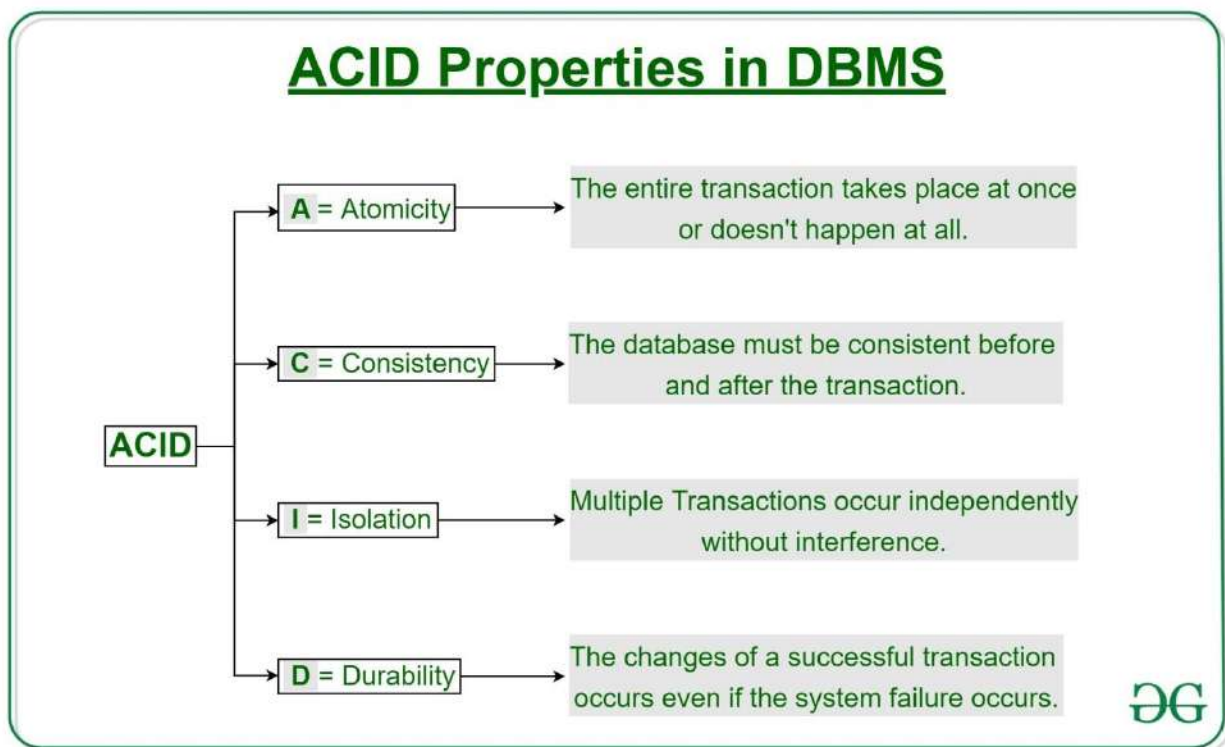 ACID Properties in DBMS
A = Atomicity
The entire transaction takes place at once
or doesn't happen at all.
C = Consistency
The database must be consistent before
and after the transaction.
ACID
I = Isolation
Multiple Transactions occur independently
without interference.
D = Durability
The changes of a successful transaction
occurs even if the system failure occurs.
GG